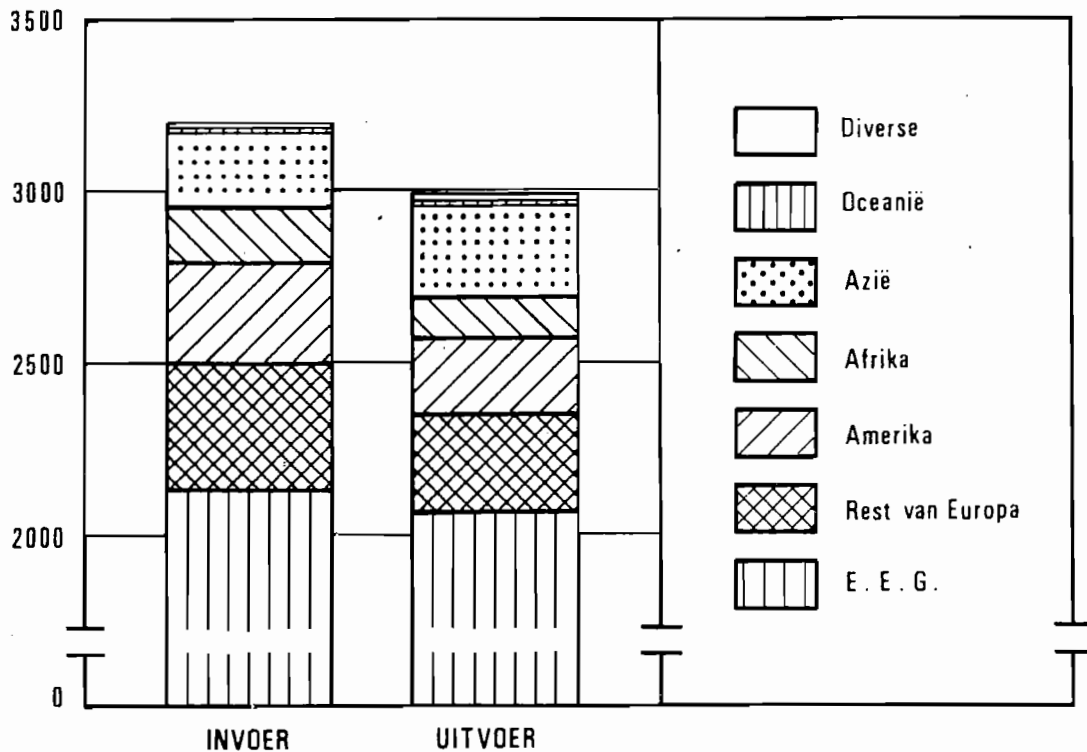 3500
3000
2500
2000
0
INVOER
UITVOER
Diverse
Oceanië
Azië
Afrika
Amerika
Rest van Europa
E. E. G.